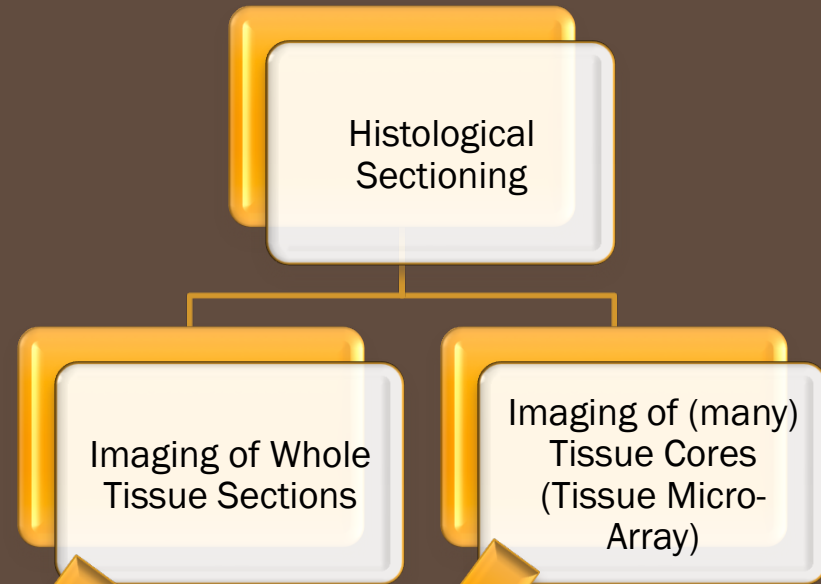 Histological
Sectioning
Imaging of Whole
Tissue Sections
Imaging of (many)
Tissue Cores
(Tissue Micro-
Array)